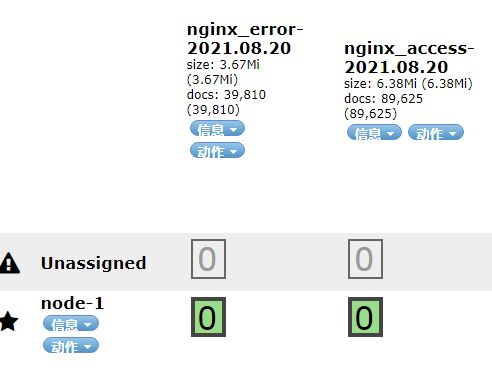 nginx_error-
2021.08.20
size: 3.67Mi
(3.67Mi)
docs: 39,810
(39,810)
信息
动作
nginx_access-
2021.08.20
size: 6.38Mi (6.38Mi)
docs: 89,625
(89,625)
信息 动作
Unassigned 0 0
node-1
信息
动作
0 0